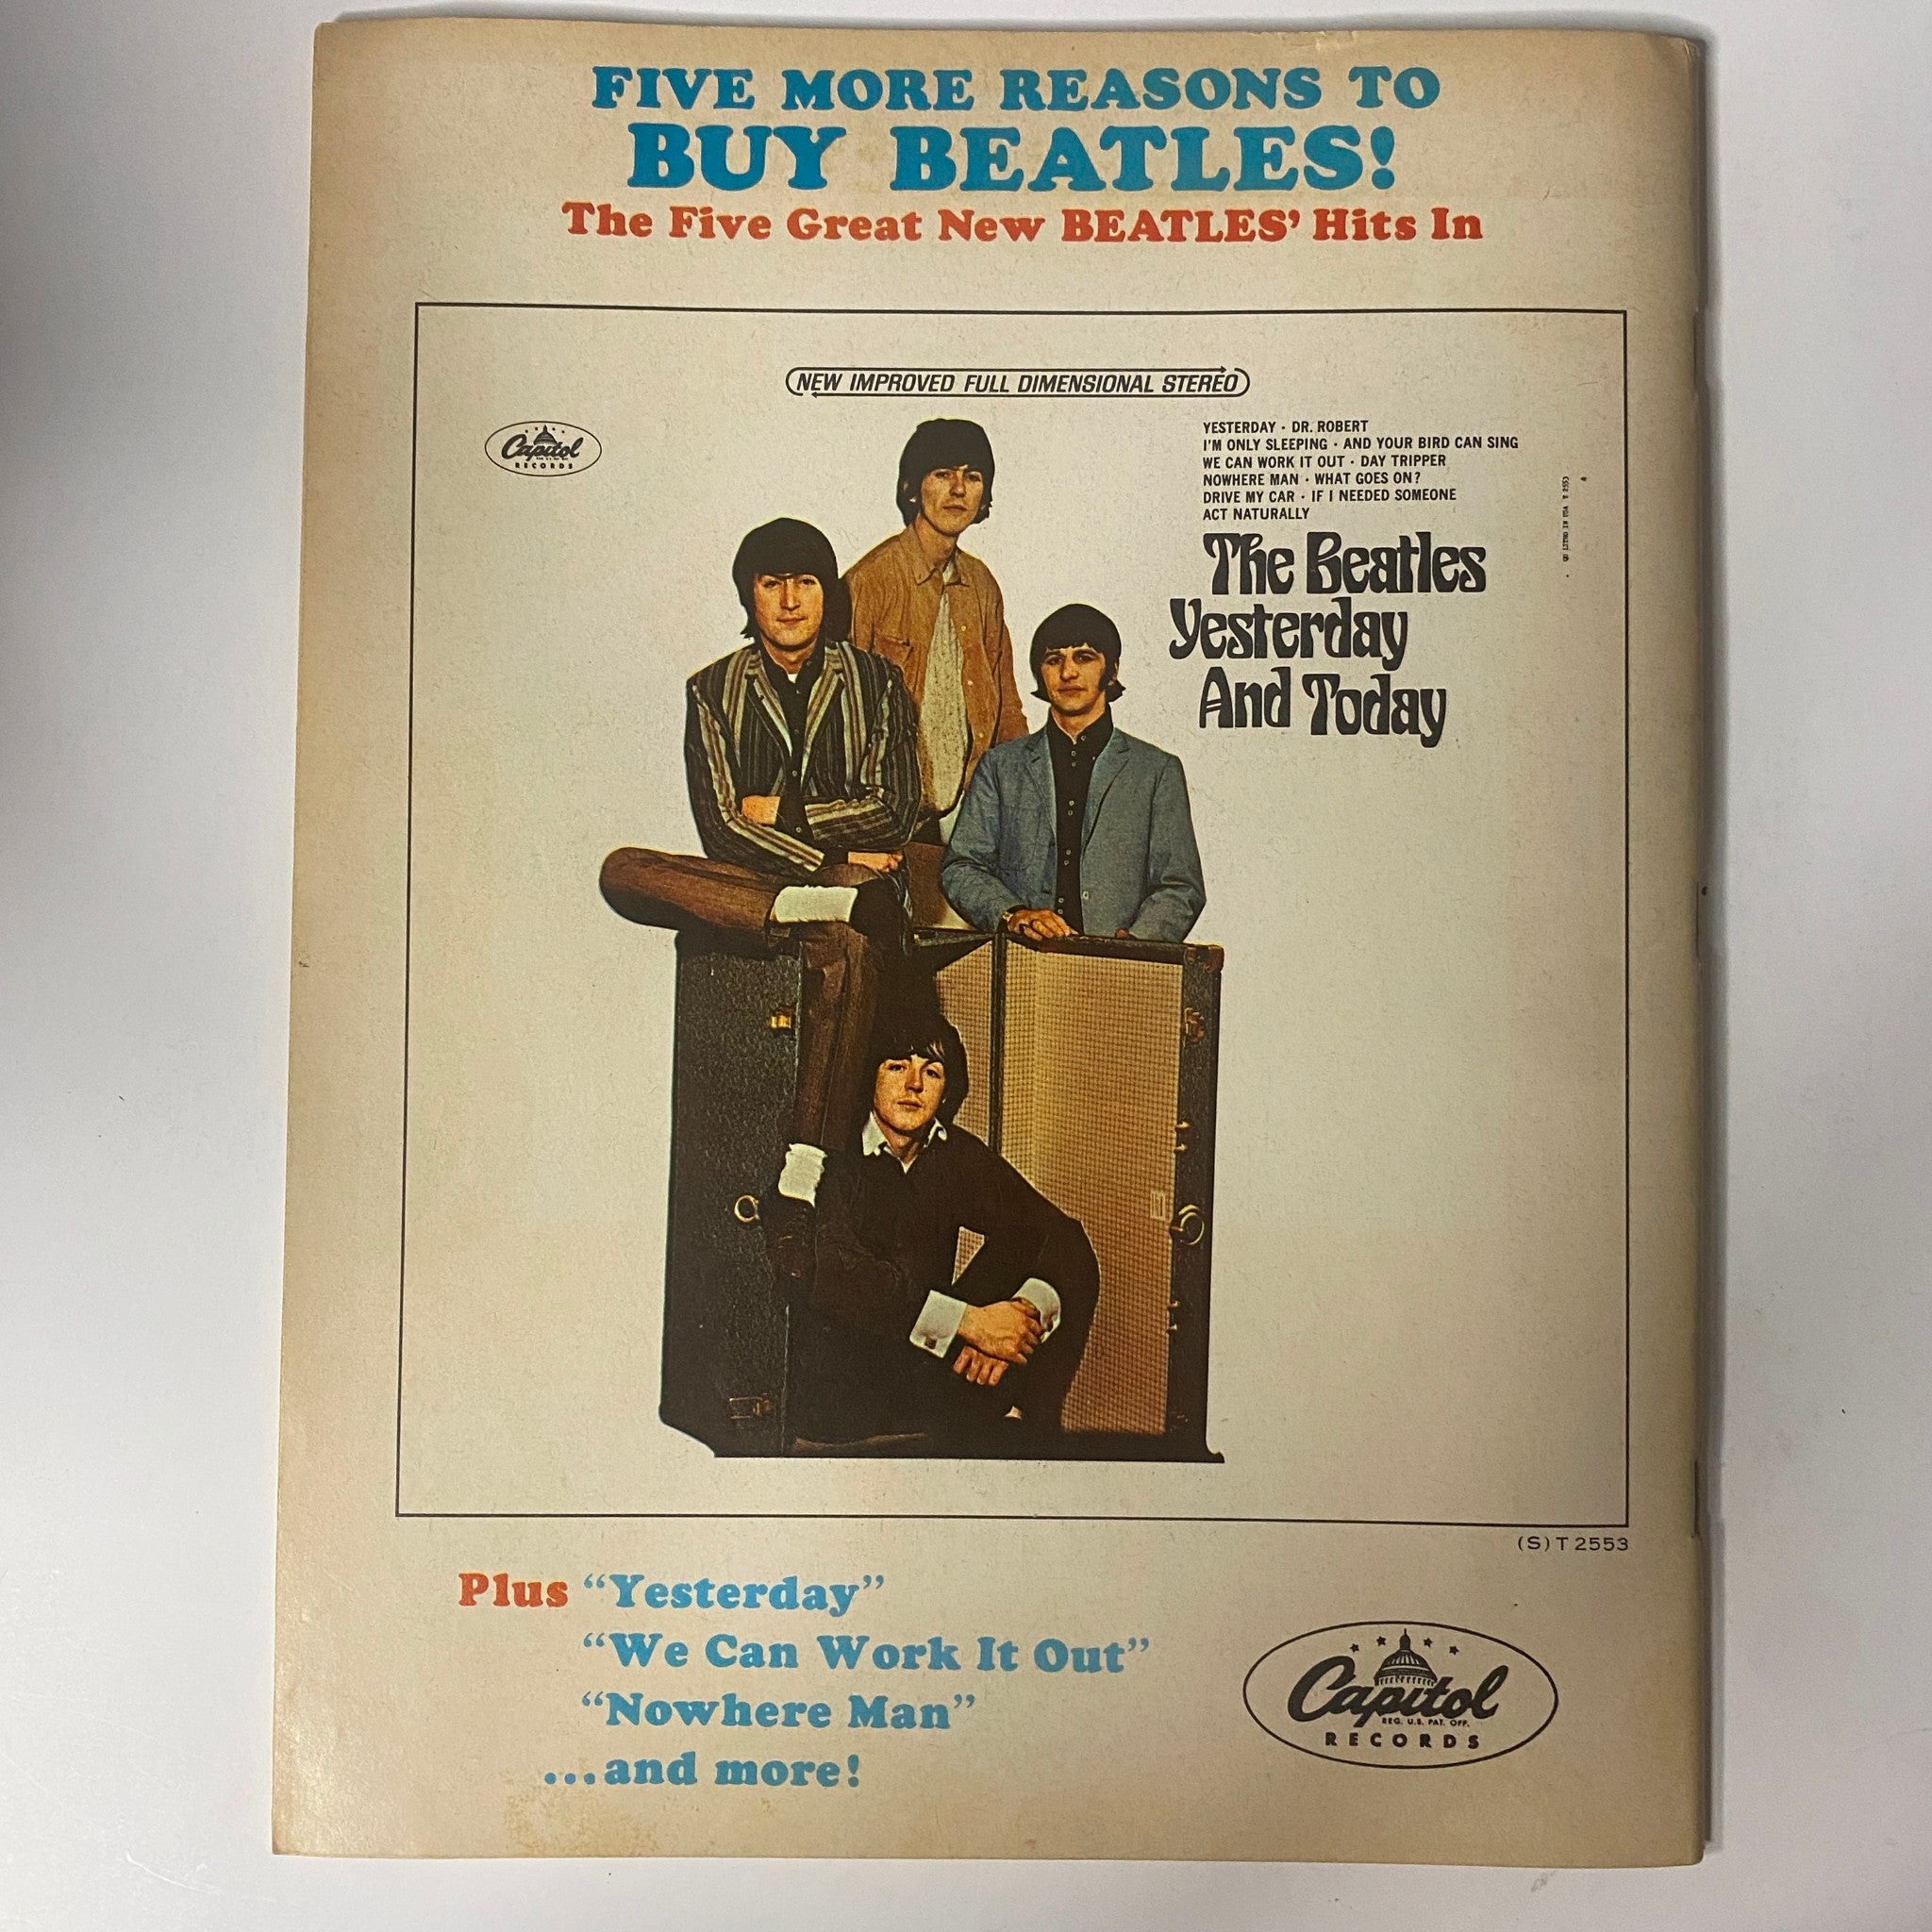 FIVE MORE REASONS TO
BUY BEATLES!
The Five Great New BEATLES' Hits In
NEW IMPROVED FULL DIMENSIONAL STEREO
Capitol
RECORDS
YESTERDAY · DR. ROBERT
I'M ONLY SLEEPING · AND YOUR BIRD CAN SING
WE CAN WORK IT OUT · DAY TRIPPER
NOWHERE MAN · WHAT GOES ON?
DRIVE MY CAR · IF I NEEDED SOMEONE
ACT NATURALLY
The Beatles
Yesterday
And Today
(S) T 2553
Plus “Yesterday”
“We Can Work It Out”
“Nowhere Man”
...and more!
Capitol
REG. U.S. PAT. OFF.
RECORDS